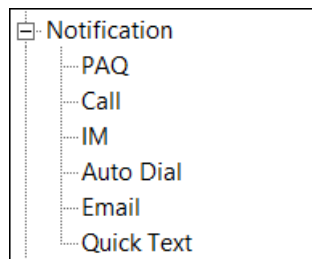 Notification
PAQ
Call
IM
Auto Dial
Email
Quick Text